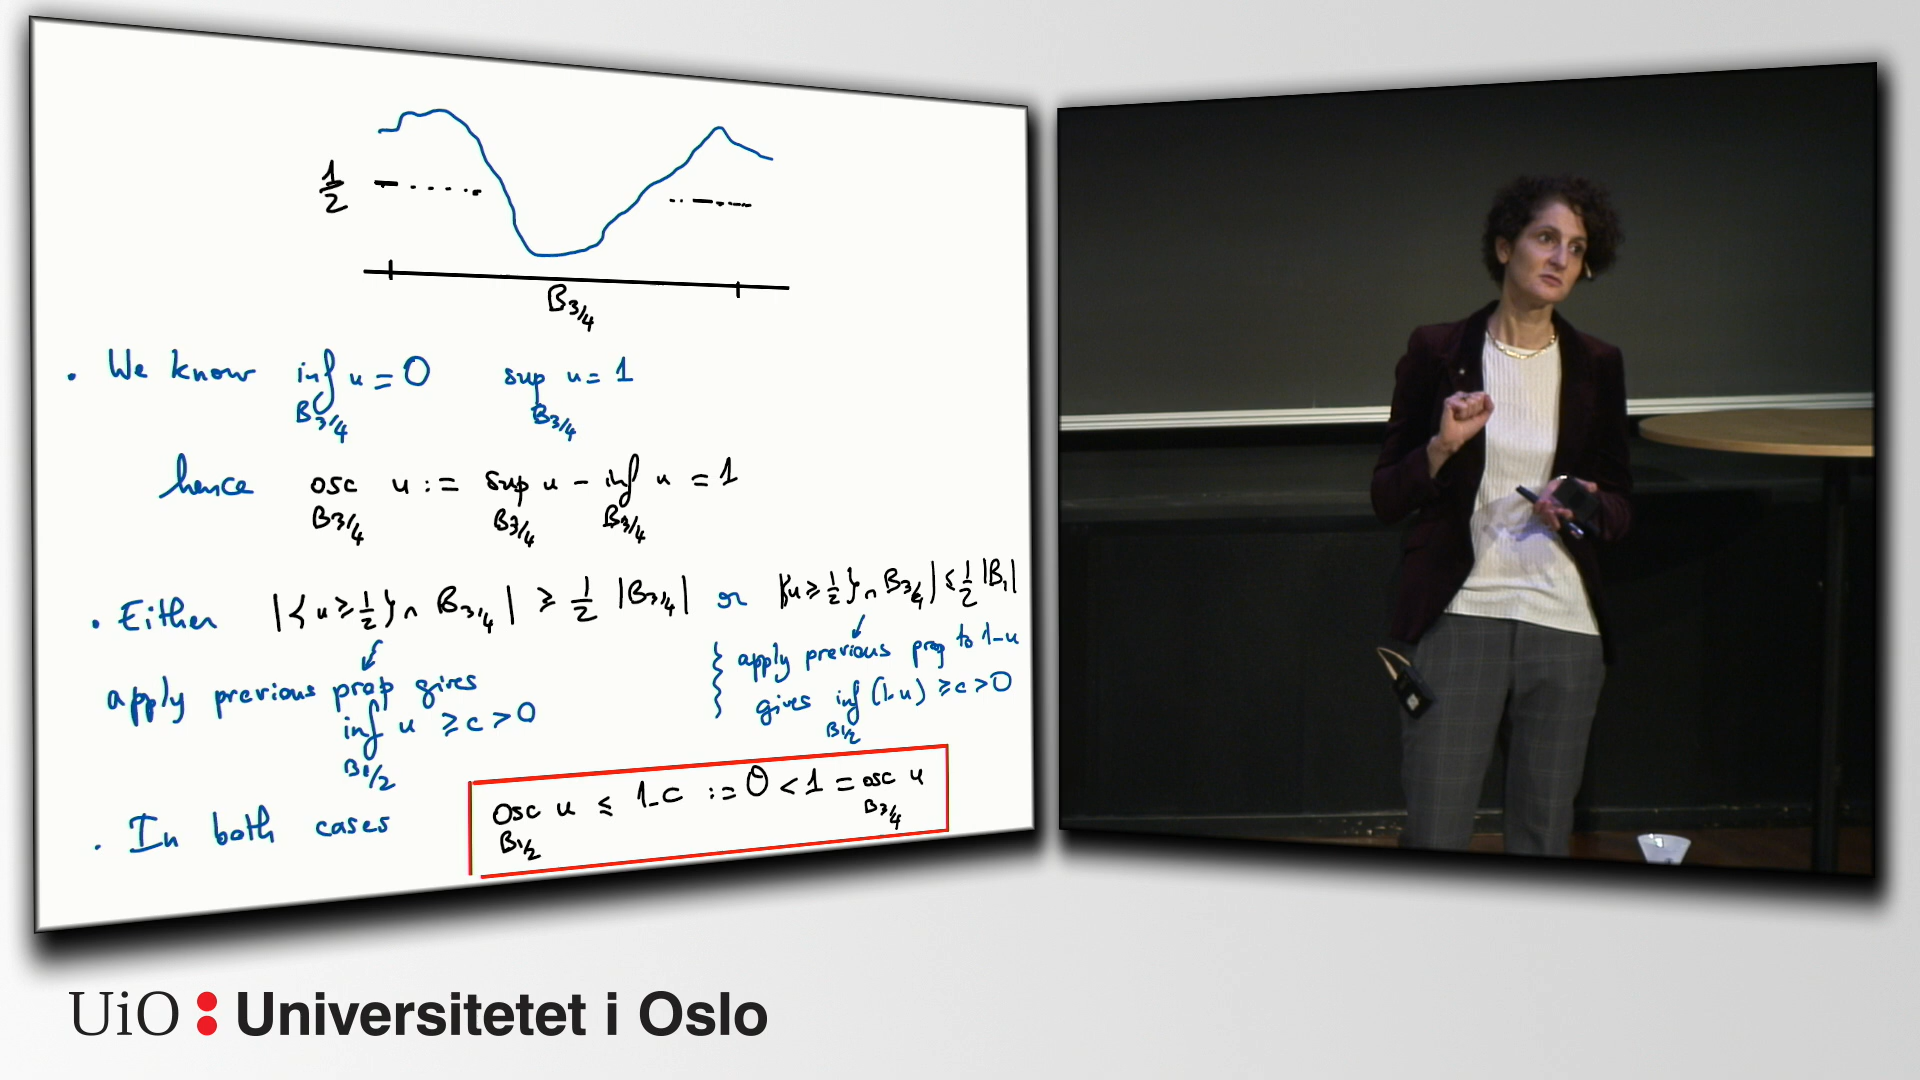 1/2
B3/4
• We know inf u = 0 sup u = 1
B3/4 B3/4
hence osc u := sup u - inf u = 1
B3/4 B3/4 B3/4
• Either |{u ≥ 1/2} ∩ B3/4| ≥ 1/2 |B3/4| or |{u ≥ 1/2} ∩ B3/4| ≤ 1/2 |B1|
apply previous prop gives
inf u ≥ c > 0
B1/2
apply previous prop to 1-u
gives inf (1-u) ≥ c > 0
B1/2
• In both cases
osc u ≤ 1-c := θ < 1 = osc u
B1/2 B3/4
UiO : Universitetet i Oslo